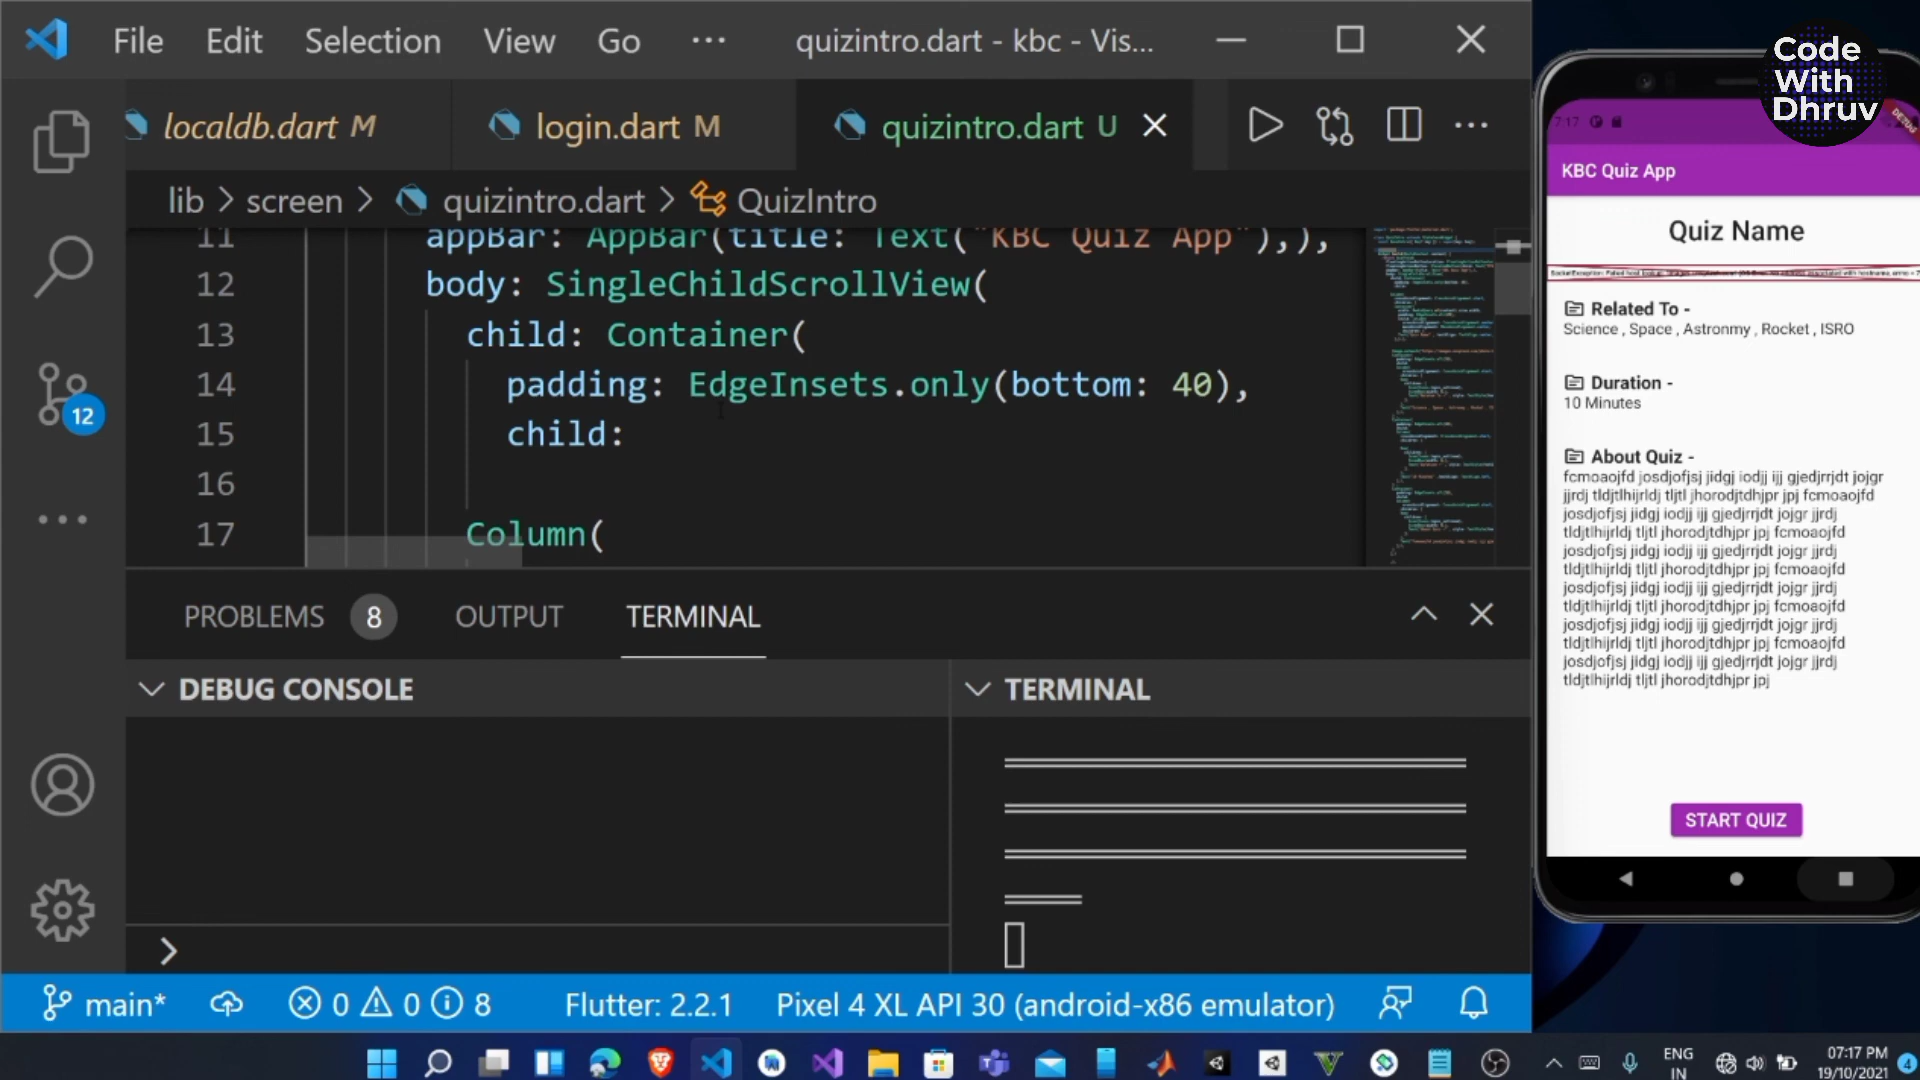 File Edit Selection View Go ··· quizintro.dart - kbc - Vis...
localdb.dart M login.dart M quizintro.dart U
lib > screen > quizintro.dart > QuizIntro
11 appBar: AppBar(title: Text("KBC Quiz App"),),
12 body: SingleChildScrollView(
13 child: Container(
14 padding: EdgeInsets.only(bottom: 40),
15 child:
16
17 Column(
PROBLEMS 8 OUTPUT TERMINAL
DEBUG CONSOLE
TERMINAL
12
main* 0 0 8 Flutter: 2.2.1 Pixel 4 XL API 30 (android-x86 emulator)
Code
With
Dhruv
7:17
DEBUG
KBC Quiz App
Quiz Name
Related To -
Science , Space , Astronmy , Rocket , ISRO
Duration -
10 Minutes
About Quiz -
fcmoaojfd josdjofjsj jidgj iodjj ijj gjedjrrjdt jojgr
jjrdj tldjtlhijrldj tljtl jhorodjtdhjpr jpj fcmoaojfd
josdjofjsj jidgj iodjj ijj gjedjrrjdt jojgr jjrdj
tldjtlhijrldj tljtl jhorodjtdhjpr jpj fcmoaojfd
josdjofjsj jidgj iodjj ijj gjedjrrjdt jojgr jjrdj
tldjtlhijrldj tljtl jhorodjtdhjpr jpj fcmoaojfd
josdjofjsj jidgj iodjj ijj gjedjrrjdt jojgr jjrdj
tldjtlhijrldj tljtl jhorodjtdhjpr jpj fcmoaojfd
josdjofjsj jidgj iodjj ijj gjedjrrjdt jojgr jjrdj
tldjtlhijrldj tljtl jhorodjtdhjpr jpj fcmoaojfd
josdjofjsj jidgj iodjj ijj gjedjrrjdt jojgr jjrdj
tldjtlhijrldj tljtl jhorodjtdhjpr jpj
START QUIZ
ENG
IN
07:17 PM
19/10/2021
4